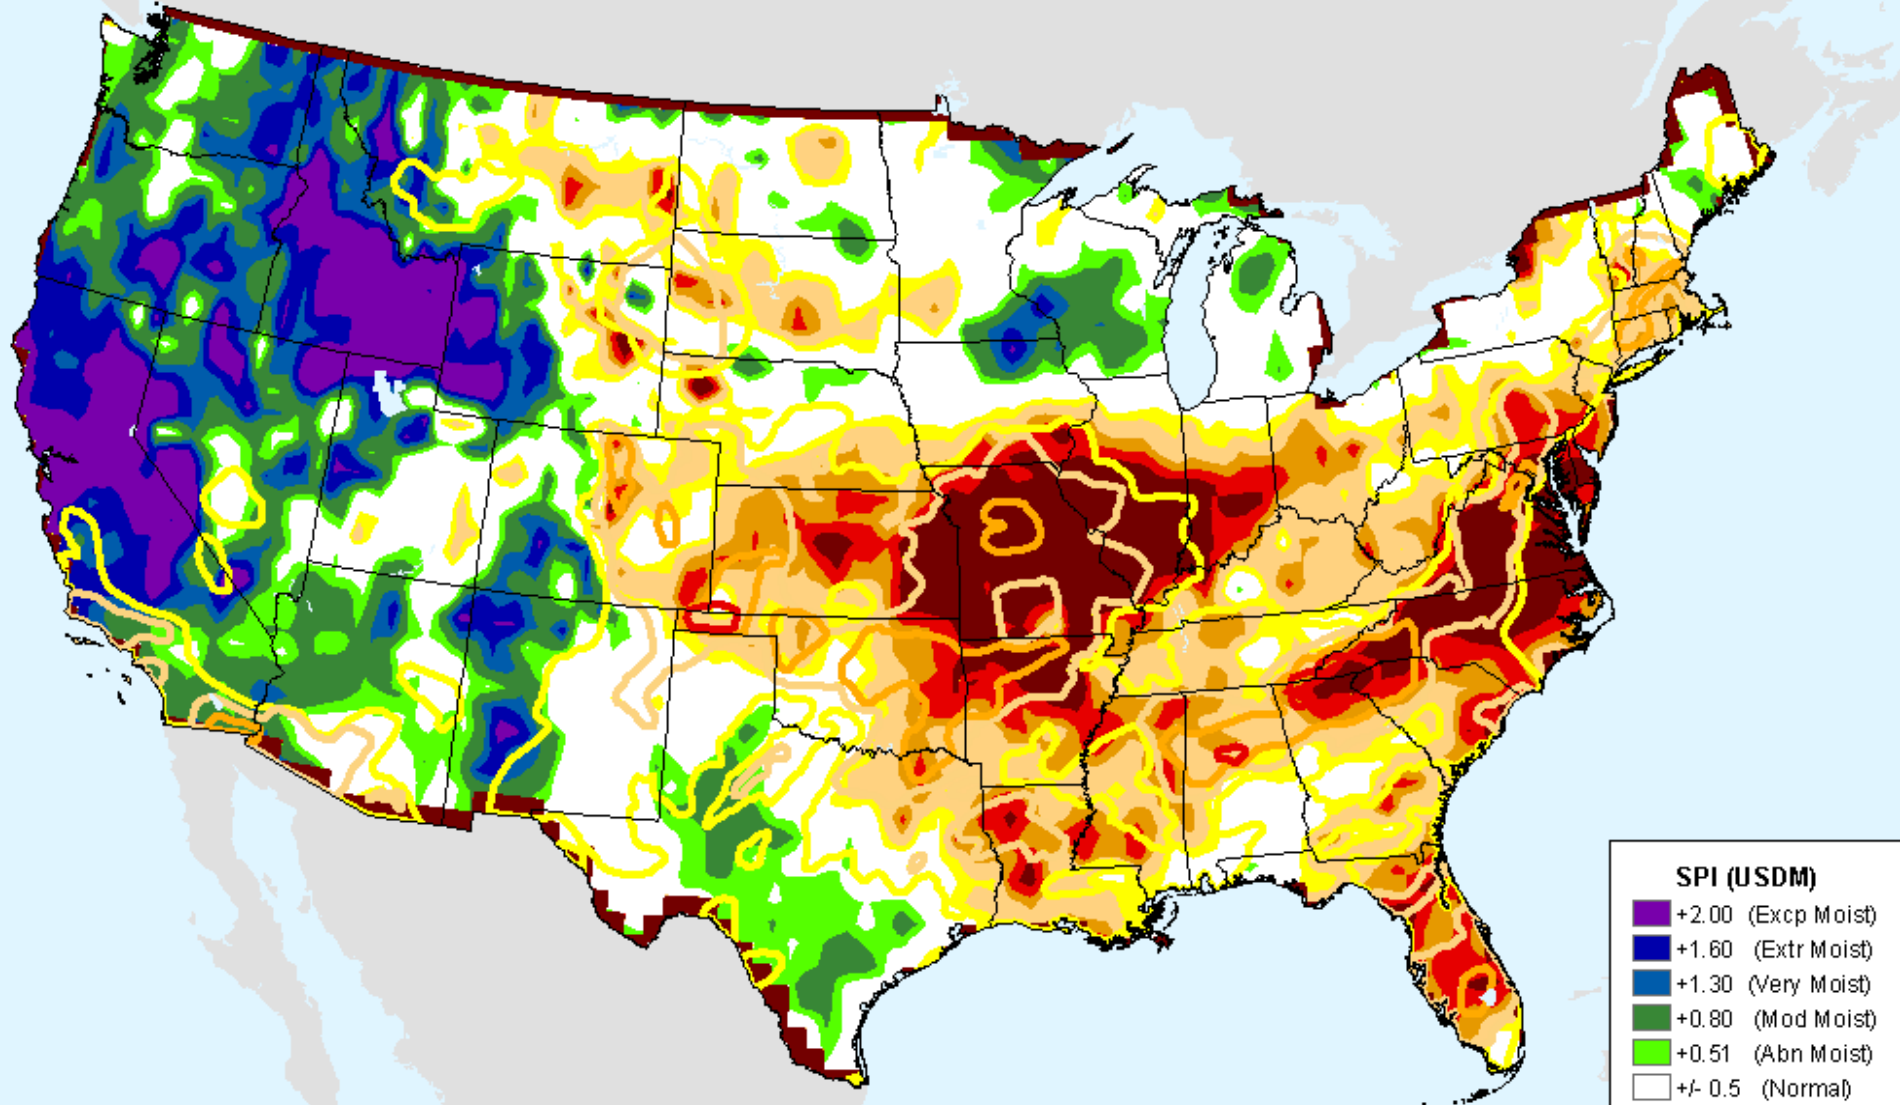 SPI (USDM)
+2.00 (Excp Moist)
+1.60 (Extr Moist)
+1.30 (Very Moist)
+0.80 (Mod Moist)
+0.51 (Abn Moist)
+/- 0.5 (Normal)